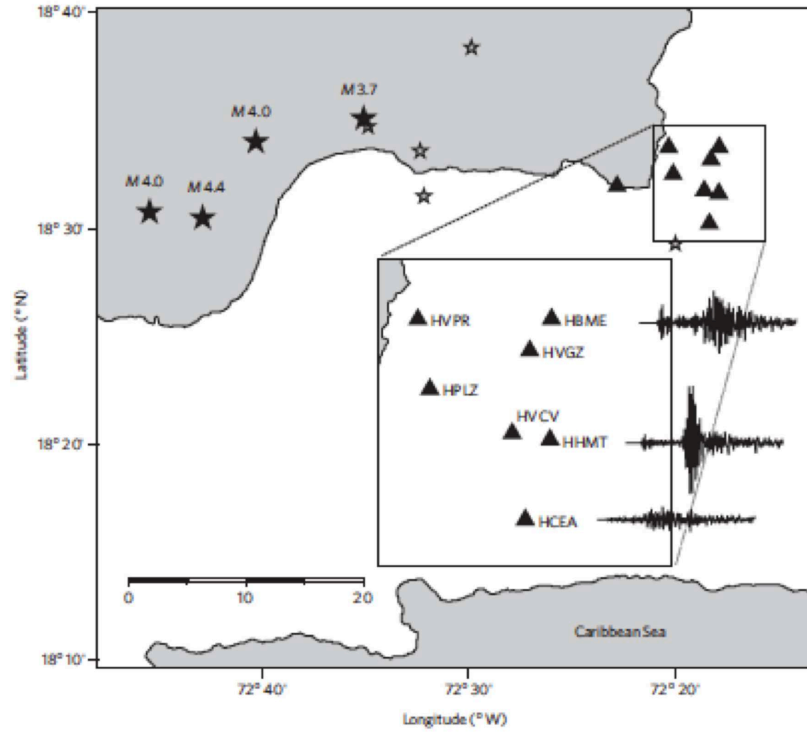 18° 40'
M 3.7
M 4.0
M 4.0
M 4.4
18° 30'
Latitude (° N)
HVPR
HBME
HVGZ
HPLZ
HVCV
HHMT
HCEA
18° 20'
0
10
20
Caribbean Sea
18° 10'
72° 40'
72° 30'
72° 20'
Longitude (° W)